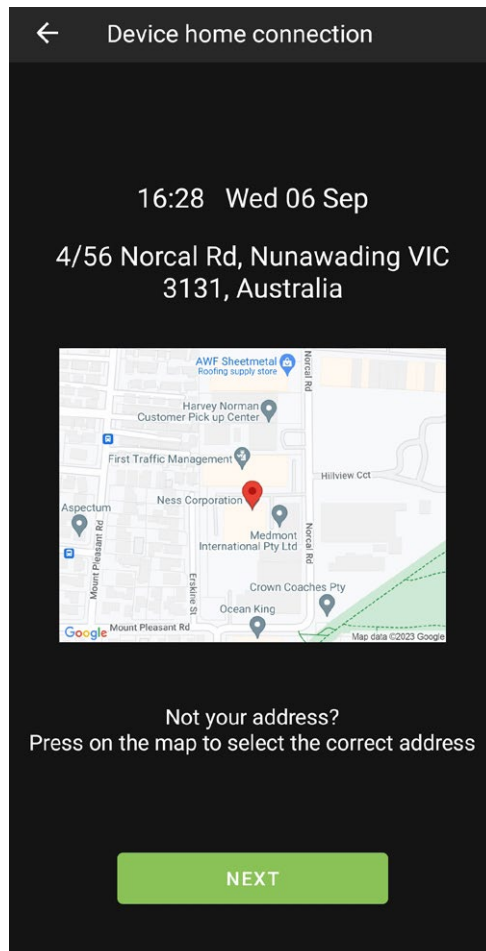 Device home connection
16:28 Wed 06 Sep
4/56 Norcal Rd, Nunawading VIC
3131, Australia
AWF Sheetmetal
Roofing supply store
Norcal Rd
Harvey Norman
Customer Pick up Center
First Traffic Management
Hillview Cct
Ness Corporation
Aspectum
Medmont
International Pty Ltd
Norcal Rd
Mount Pleasant Rd
Erskine St
Crown Coaches Pty
Ocean King
Google
Mount Pleasant Rd
Map data ©2023 Google
Not your address?
Press on the map to select the correct address
NEXT